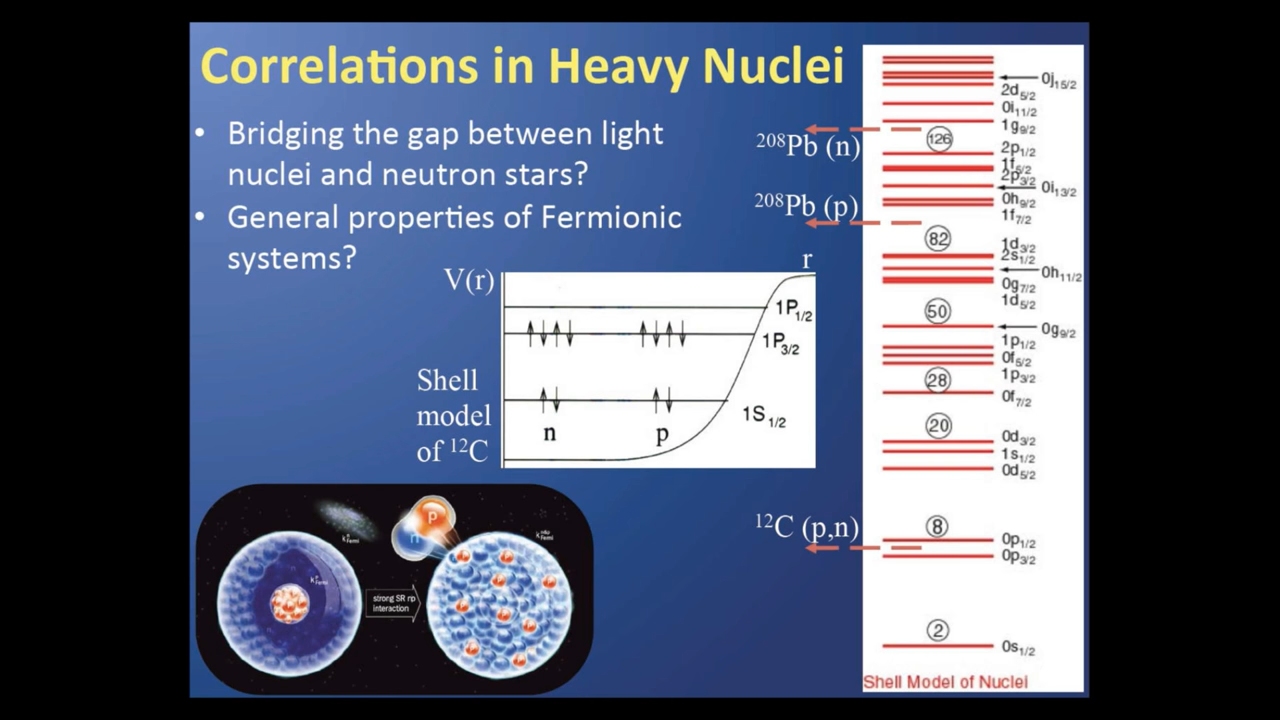 Correlations in Heavy Nuclei
• Bridging the gap between light
nuclei and neutron stars?
• General properties of Fermionic
systems?
V(r)
r
1P1/2
1P3/2
1S1/2
n
p
Shell
model
of ¹²C
²⁰⁸Pb (n)
²⁰⁸Pb (p)
¹²C (p,n)
0j15/2
2d5/2
0i11/2
1g9/2
126
2p1/2
1f5/2
2p3/2
0i13/2
0h9/2
1f7/2
82
1d3/2
2s1/2
0h11/2
0g7/2
1d5/2
50
0g9/2
1p1/2
0f5/2
1p3/2
28
0f7/2
20
0d3/2
1s1/2
0d5/2
8
0p1/2
0p3/2
2
0s1/2
Shell Model of Nuclei
p
n
strong SR np
interaction
p
p
p
p
p
p
p
p
p